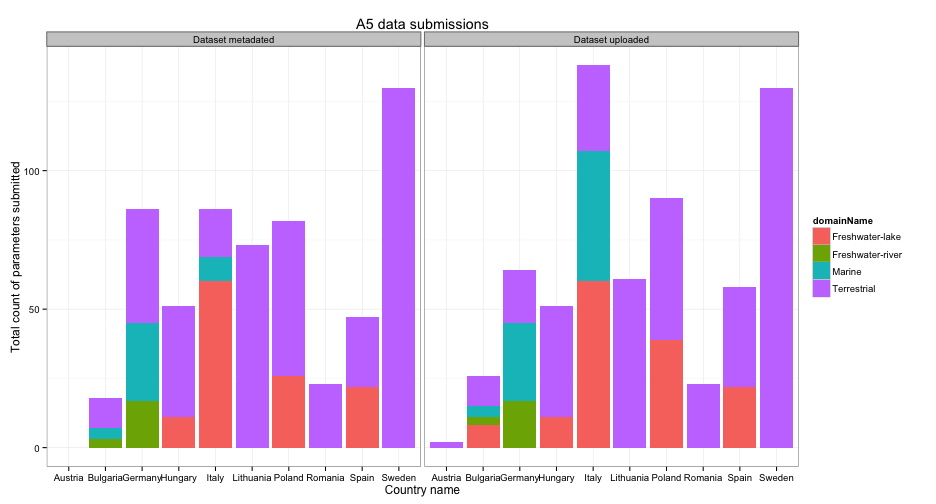 A5 data submissions
Dataset metadated Dataset uploaded
Total count of parameters submitted
100
50
0
Austria Bulgaria Germany Hungary Italy Lithuania Poland Romania Spain Sweden Austria Bulgaria Germany Hungary Italy Lithuania Poland Romania Spain Sweden
Country name
domainName
Freshwater-lake
Freshwater-river
Marine
Terrestrial